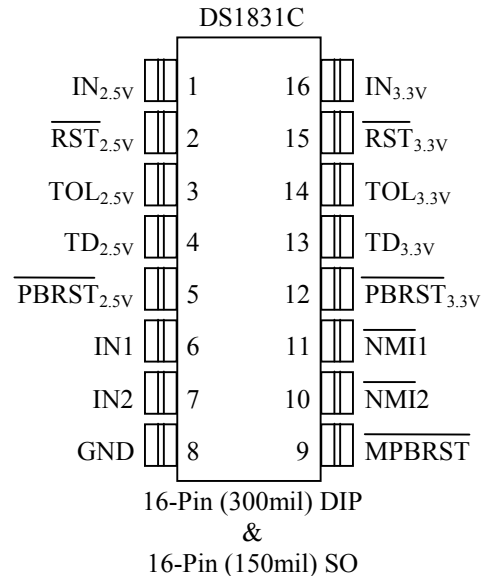 DS1831C
IN2.5V 1 16 IN3.3V
RST2.5V 2 15 RST3.3V
TOL2.5V 3 14 TOL3.3V
TD2.5V 4 13 TD3.3V
PBRST2.5V 5 12 PBRST3.3V
IN1 6 11 NMI1
IN2 7 10 NMI2
GND 8 9 MPBRST
16-Pin (300mil) DIP
&
16-Pin (150mil) SO